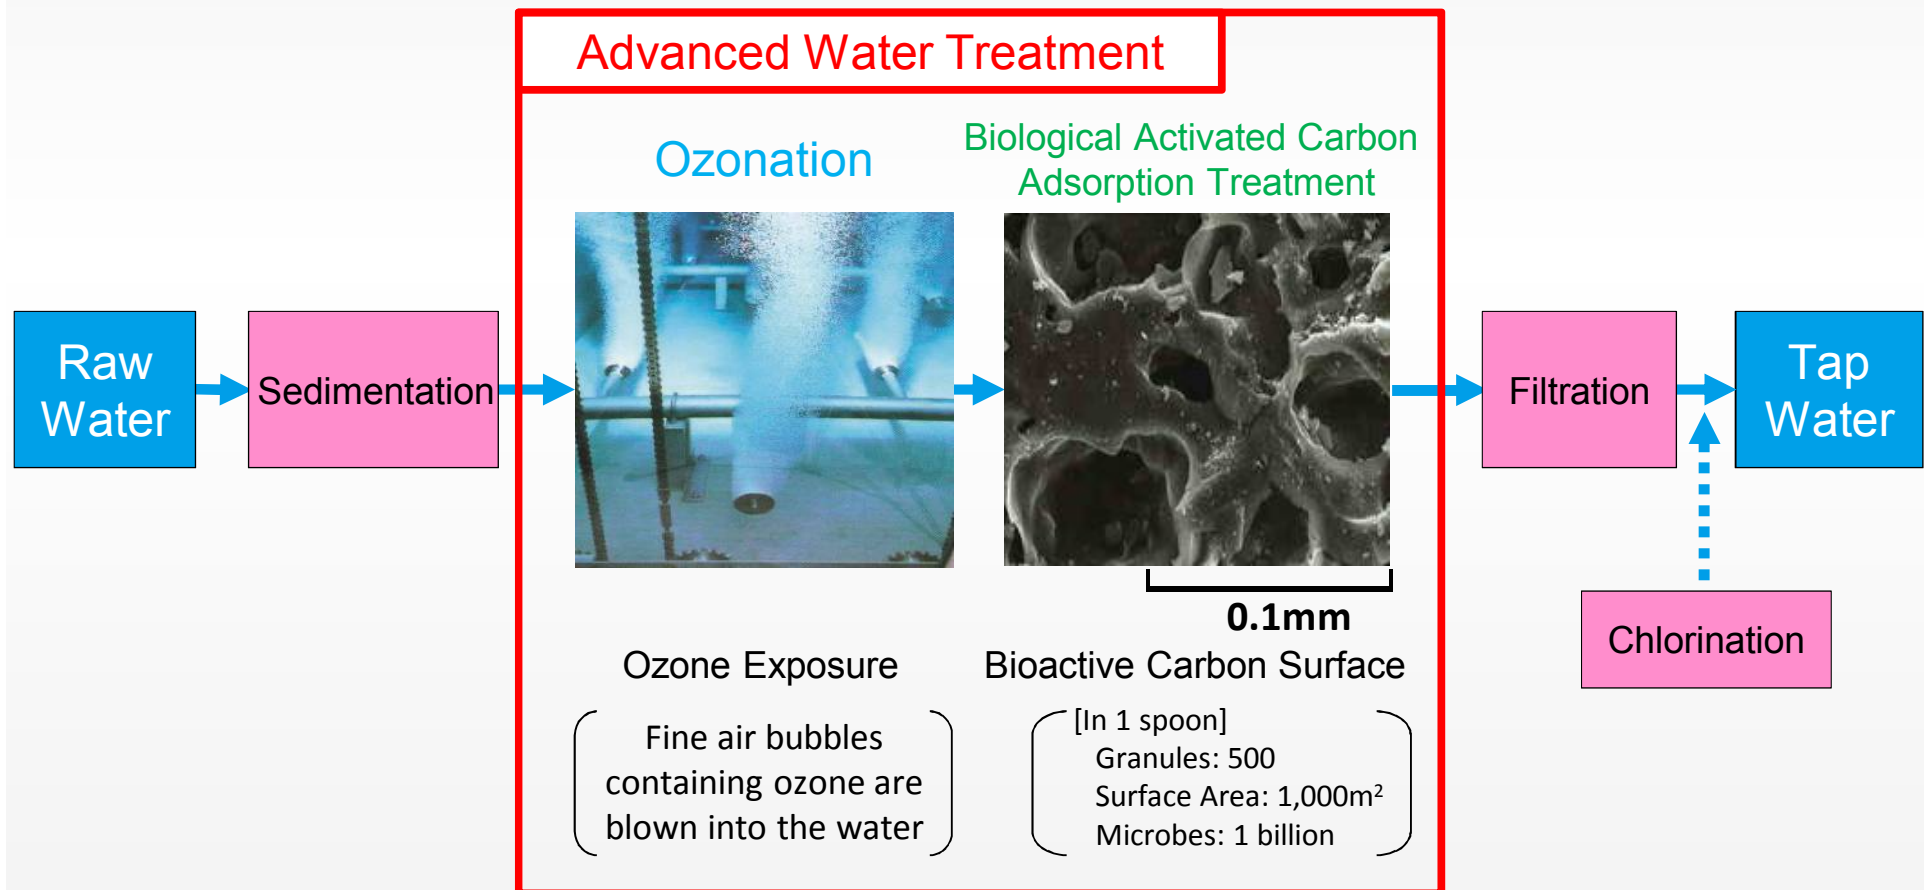 Advanced Water Treatment
Ozonation
Biological Activated Carbon
Adsorption Treatment
Raw
Water
Sedimentation
Filtration
Tap
Water
Chlorination
0.1mm
Ozone Exposure
Fine air bubbles
containing ozone are
blown into the water
Bioactive Carbon Surface
[In 1 spoon]
Granules: 500
Surface Area: 1,000m²
Microbes: 1 billion